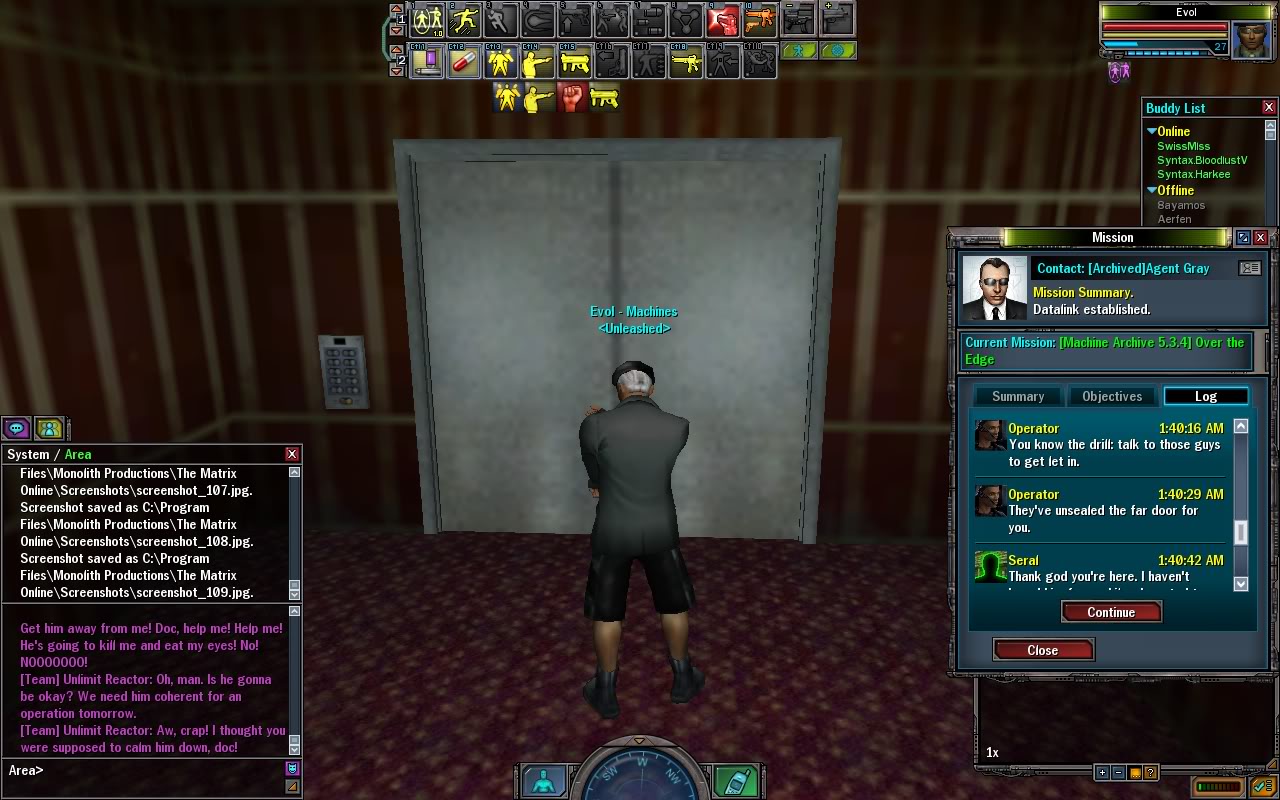 1
1.0
2
Evol
27
Buddy List
Online
SwissMiss
Syntax.BloodlustV
Syntax.Harkee
Offline
Bayamos
Aerfen
Mission
Contact: [Archived]Agent Gray
Mission Summary.
Datalink established.
Current Mission: [Machine Archive 5.3.4] Over the
Edge
Summary Objectives Log
Operator 1:40:16 AM
You know the drill: talk to those guys
to get let in.
Operator 1:40:29 AM
They've unsealed the far door for
you.
Seral 1:40:42 AM
Thank god you're here. I haven't
Continue
Close
1x
Evol - Machines
<Unleashed>
System / Area
Files\Monolith Productions\The Matrix
Online\Screenshots\screenshot_107.jpg.
Screenshot saved as C:\Program
Files\Monolith Productions\The Matrix
Online\Screenshots\screenshot_108.jpg.
Screenshot saved as C:\Program
Files\Monolith Productions\The Matrix
Online\Screenshots\screenshot_109.jpg.
Get him away from me! Doc, help me! Help me!
He's going to kill me and eat my eyes! No!
NOOOOOOO!
[Team] Unlimit Reactor: Oh, man. Is he gonna
be okay? We need him coherent for an
operation tomorrow.
[Team] Unlimit Reactor: Aw, crap! I thought you
were supposed to calm him down, doc!
Area>
SW W NW